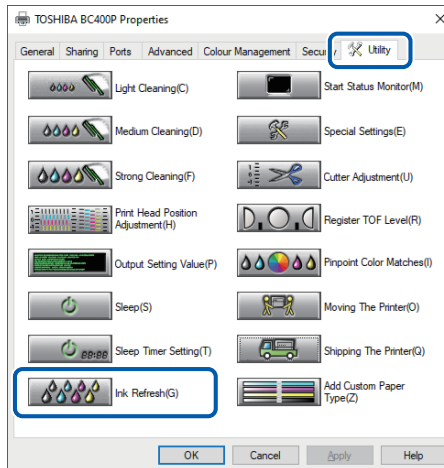 TOSHIBA BC400P Properties
General Sharing Ports Advanced Colour Management Utility
Light Cleaning(C) Start Status Monitor(M)
Medium Cleaning(D) Special Settings(E)
Strong Cleaning(F) Cutter Adjustment(U)
Print Head Position
Adjustment(H) Register TOF Level(R)
Output Setting Value(P) Pinpoint Color Matches(I)
Sleep(S) Moving The Printer(O)
Sleep Timer Setting(T) Shipping The Printer(Q)
Ink Refresh(G) Add Custom Paper
Type(Z)
OK Cancel Apply Help